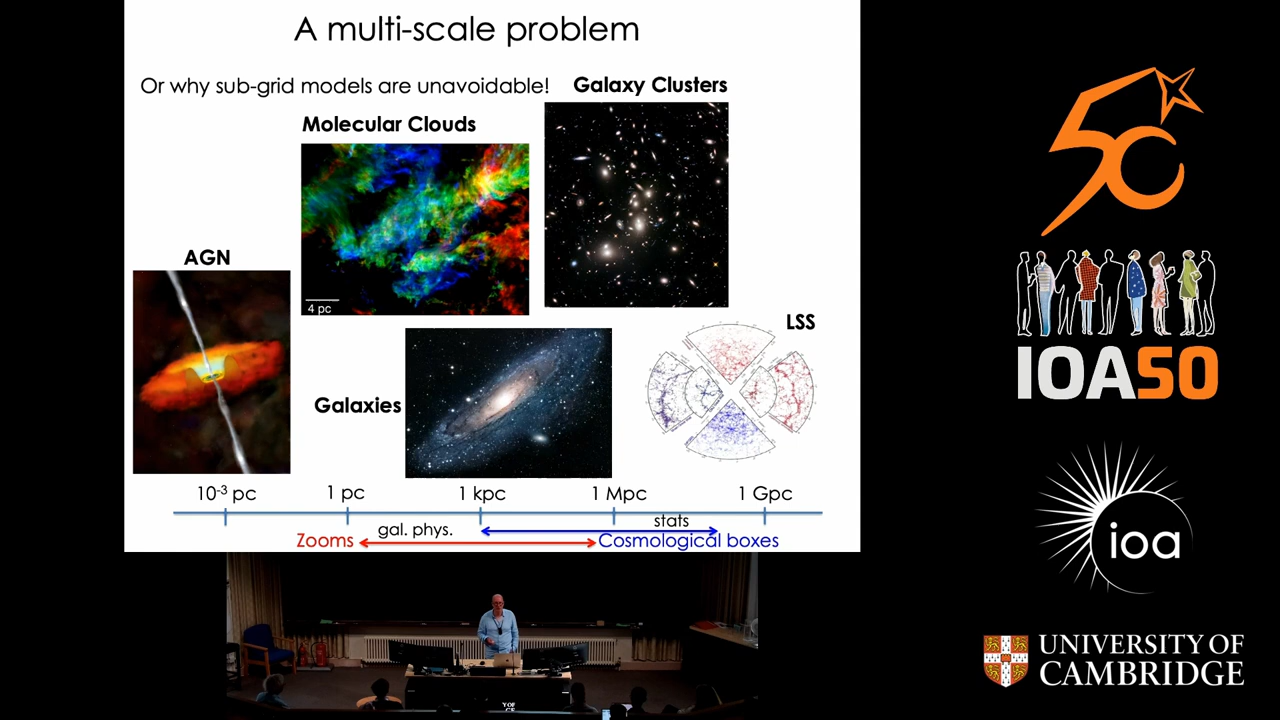 A multi-scale problem
Or why sub-grid models are unavoidable!
Galaxy Clusters
Molecular Clouds
AGN
4 pc
LSS
Galaxies
10⁻³ pc
1 pc
1 kpc
1 Mpc
1 Gpc
gal. phys.
stats
Zooms
Cosmological boxes
50
IOA50
ioa
UNIVERSITY OF
CAMBRIDGE